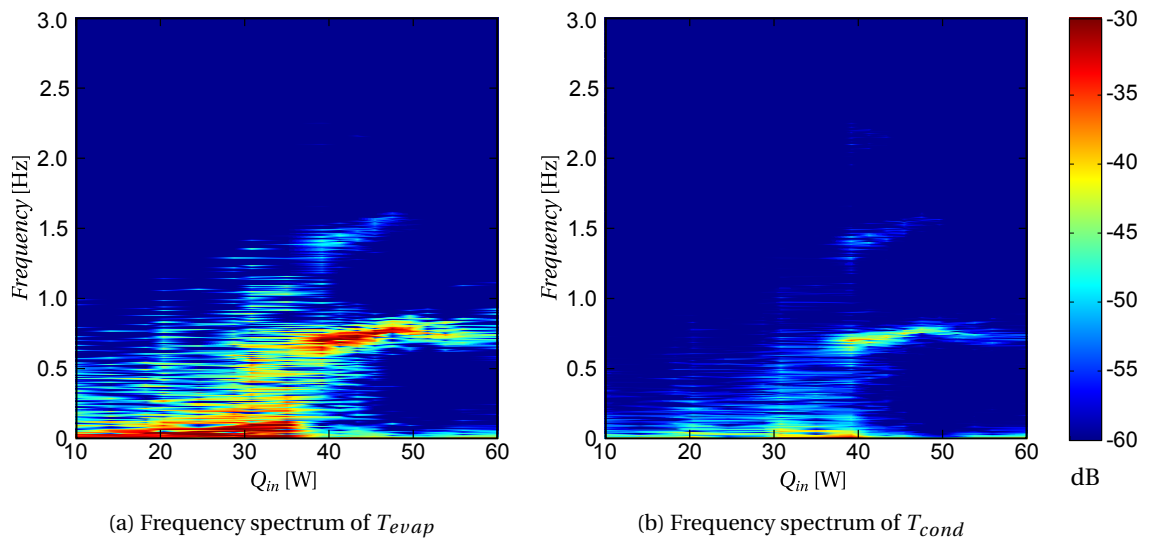 3.0
2.5
2.0
1.5
1.0
0.5
0
10 20 30 40 50 60
Frequency [Hz]
Q_in [W]
(a) Frequency spectrum of T_evap
3.0
2.5
2.0
1.5
1.0
0.5
0
10 20 30 40 50 60
Frequency [Hz]
Q_in [W]
(b) Frequency spectrum of T_cond
-30
-35
-40
-45
-50
-55
-60
dB